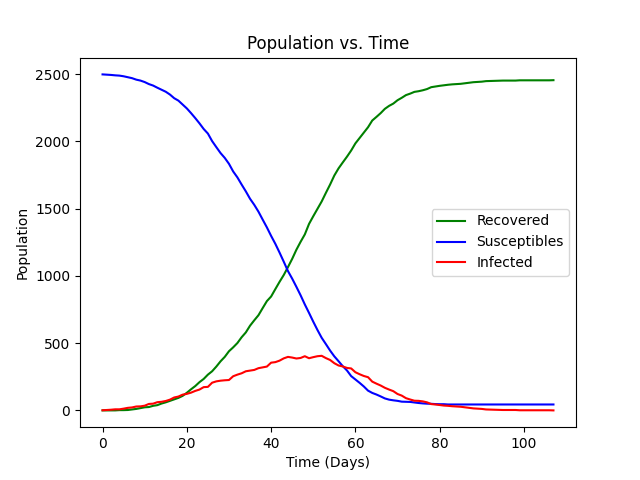 Population vs. Time
2500
2000
1500
1000
500
0
Population
Recovered
Susceptibles
Infected
0 20 40 60 80 100
Time (Days)